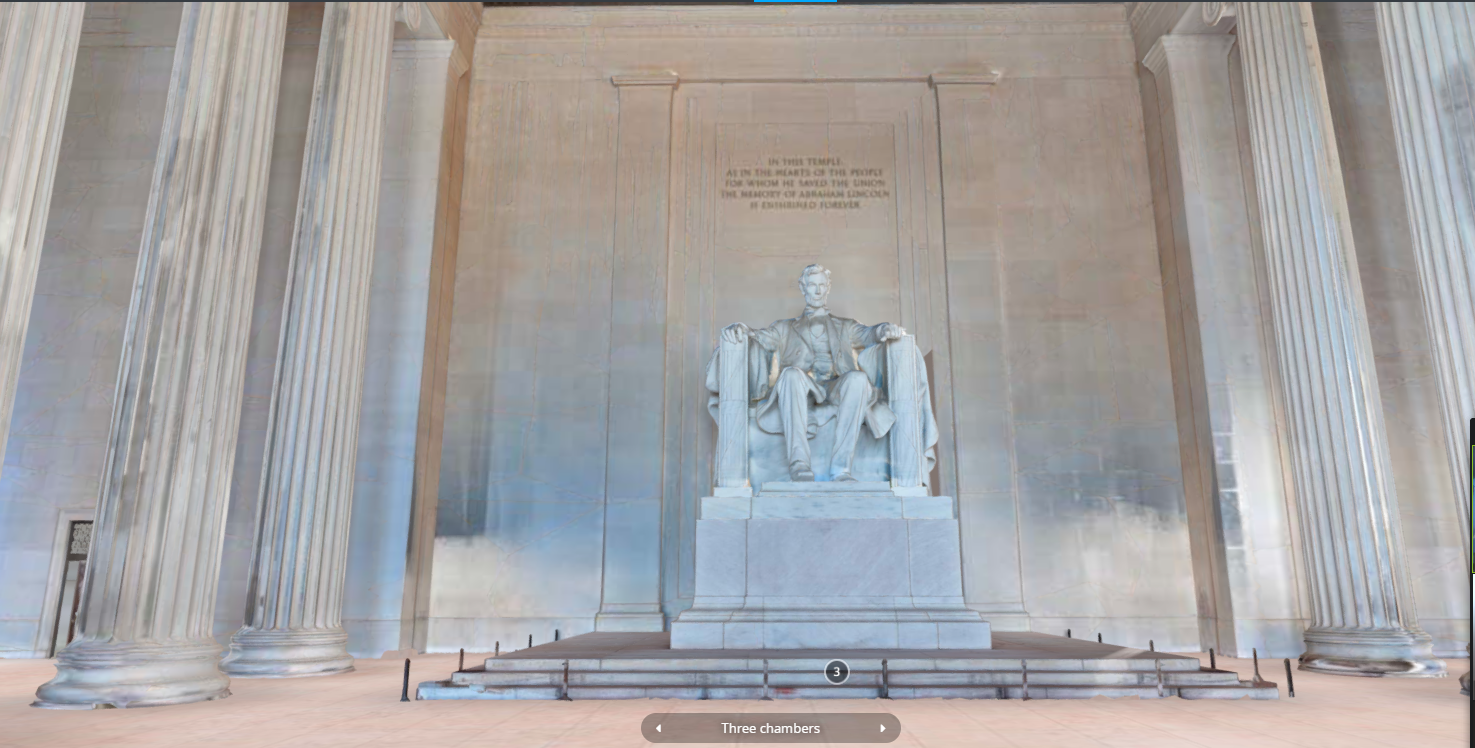 IN THIS TEMPLE
AS IN THE HEARTS OF THE PEOPLE
FOR WHOM HE SAVED THE UNION
THE MEMORY OF ABRAHAM LINCOLN
IS ENSHRINED FOREVER
3
Three chambers